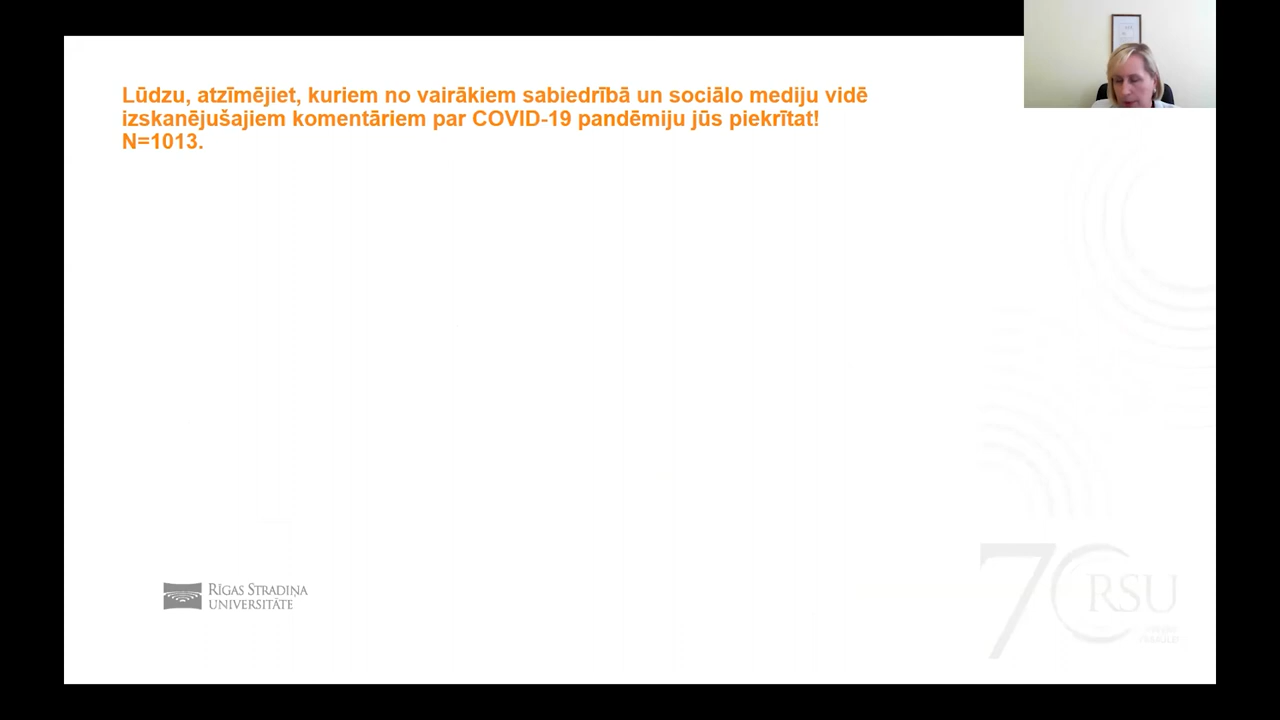 Lūdzu, atzīmējiet, kuriem no vairākiem sabiedrībā un sociālo mediju vidē
izskanējušajiem komentāriem par COVID-19 pandēmiju jūs piekrītat!
N=1013.
RĪGAS STRADIŅA
UNIVERSITĀTE
70 RSU